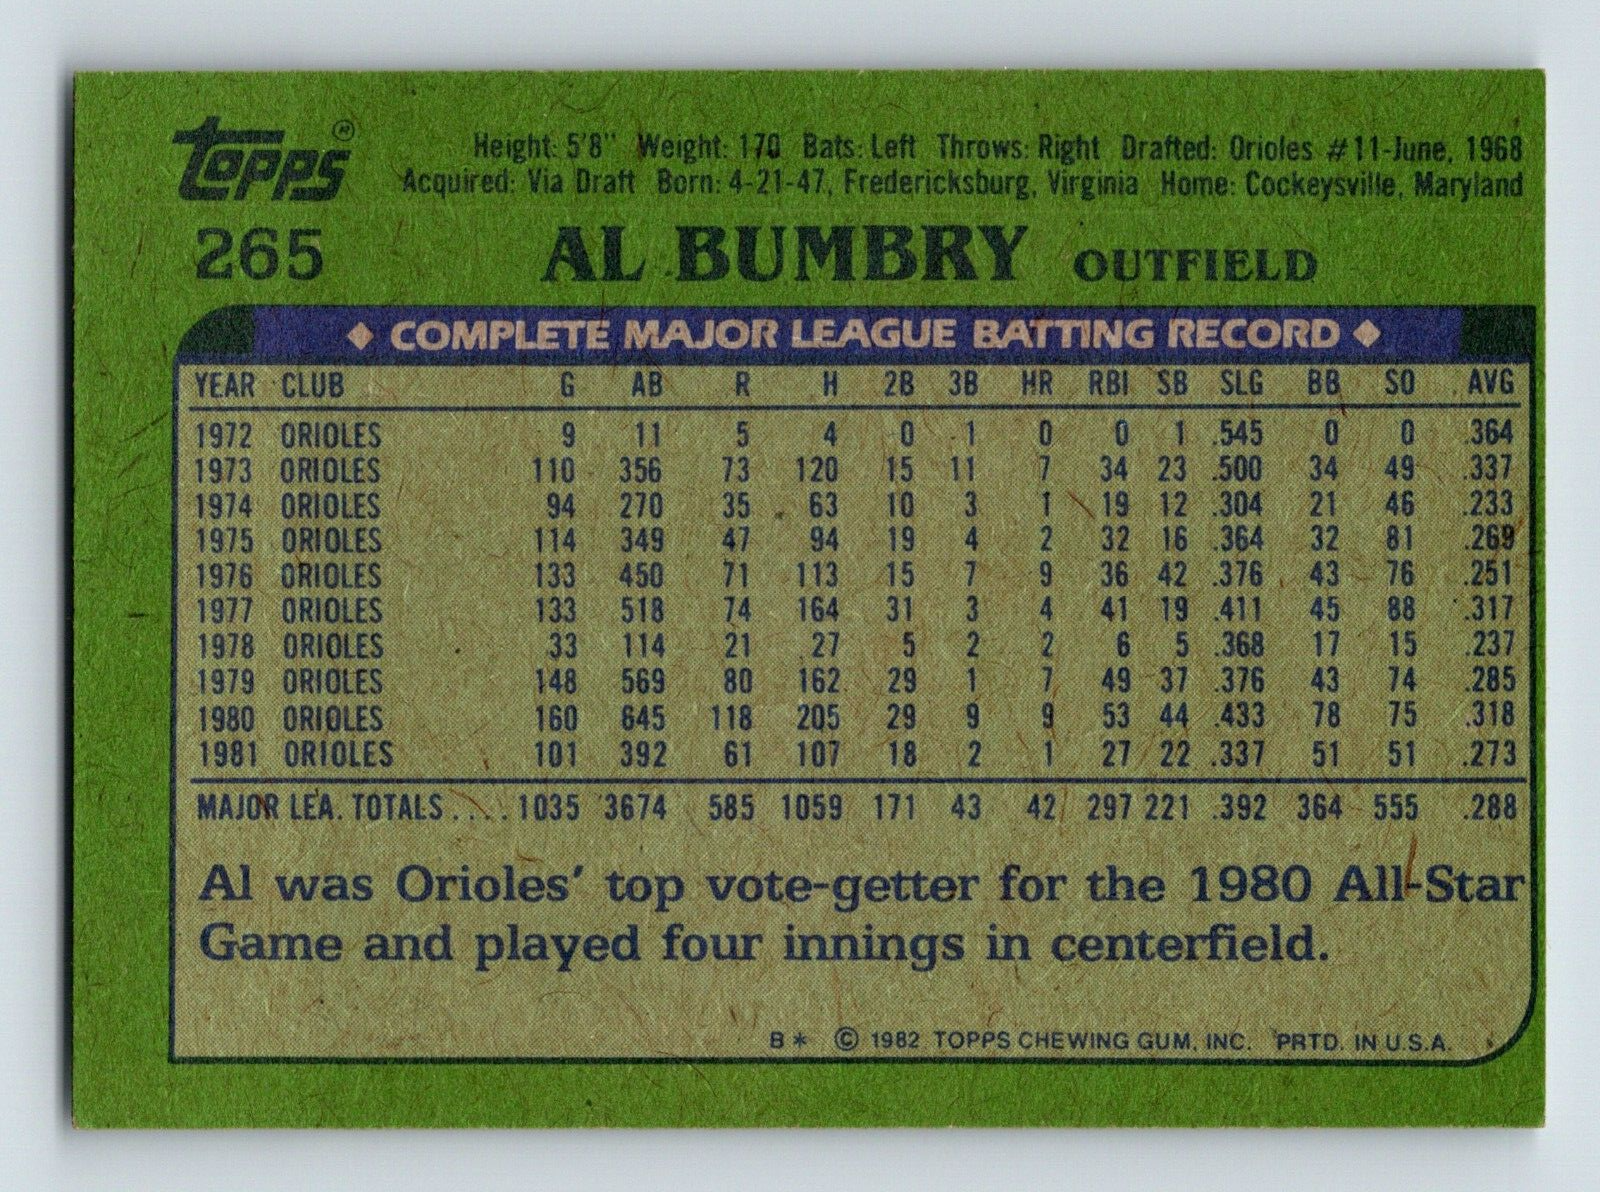 Topps®
Height: 5'8" Weight: 170 Bats: Left Throws: Right Drafted: Orioles #11-June, 1968
Acquired: Via Draft Born: 4-21-47, Fredericksburg, Virginia Home: Cockeysville, Maryland
265 AL BUMBRY OUTFIELD
◆ COMPLETE MAJOR LEAGUE BATTING RECORD ◆
YEAR CLUB G AB R H 2B 3B HR RBI SB SLG BB SO AVG
1972 ORIOLES 9 11 5 4 0 1 0 0 1 .545 0 0 .364
1973 ORIOLES 110 356 73 120 15 11 7 34 23 .500 34 49 .337
1974 ORIOLES 94 270 35 63 10 3 1 19 12 .304 21 46 .233
1975 ORIOLES 114 349 47 94 19 4 2 32 16 .364 32 81 .269
1976 ORIOLES 133 450 71 113 15 7 9 36 42 .376 43 76 .251
1977 ORIOLES 133 518 74 164 31 3 4 41 19 .411 45 88 .317
1978 ORIOLES 33 114 21 27 5 2 2 6 5 .368 17 15 .237
1979 ORIOLES 148 569 80 162 29 1 7 49 37 .376 43 74 .285
1980 ORIOLES 160 645 118 205 29 9 9 53 44 .433 78 75 .318
1981 ORIOLES 101 392 61 107 18 2 1 27 22 .337 51 51 .273
MAJOR LEA. TOTALS .... 1035 3674 585 1059 171 43 42 297 221 .392 364 555 .288
Al was Orioles' top vote-getter for the 1980 All-Star
Game and played four innings in centerfield.
B* © 1982 TOPPS CHEWING GUM, INC. PRTD. IN U.S.A.